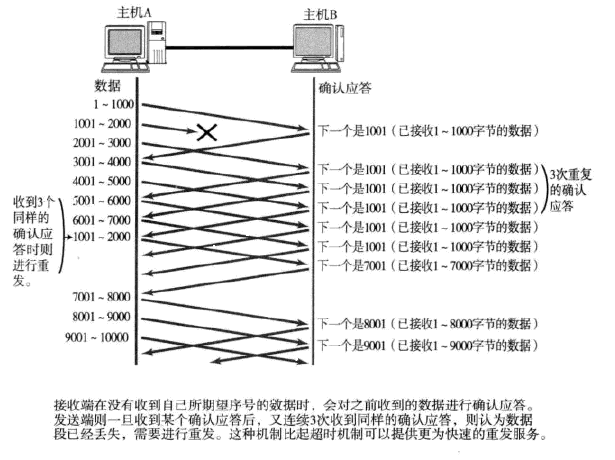 主机A
主机B
数据
确认应答
1～1000
1001～2000
2001～3000
3001～4000
4001～5000
5001～6000
6001～7000
1001～2000
7001～8000
8001～9000
9001～10000
收到3个
同样的
确认应
答时则
进行重
发。
下一个是1001（已接收1～1000字节的数据）
下一个是1001（已接收1～1000字节的数据）
下一个是1001（已接收1～1000字节的数据）
下一个是1001（已接收1～1000字节的数据）
下一个是1001（已接收1～1000字节的数据）
下一个是1001（已接收1～1000字节的数据）
下一个是7001（已接收1～7000字节的数据）
下一个是8001（已接收1～8000字节的数据）
下一个是9001（已接收1～9000字节的数据）
3次重复
的确认
应答
接收端在没有收到自己所期望序号的数据时，会对之前收到的数据进行确认应答。
发送端则一旦收到某个确认应答后，又连续3次收到同样的确认应答，则认为数据
段已经丢失，需要进行重发。这种机制比起超时机制可以提供更为快速的重发服务。